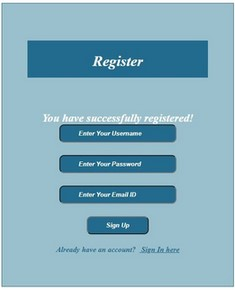 Register
You have successfully registered!
Enter Your Username
Enter Your Password
Enter Your Email ID
Sign Up
Already have an account? Sign In here